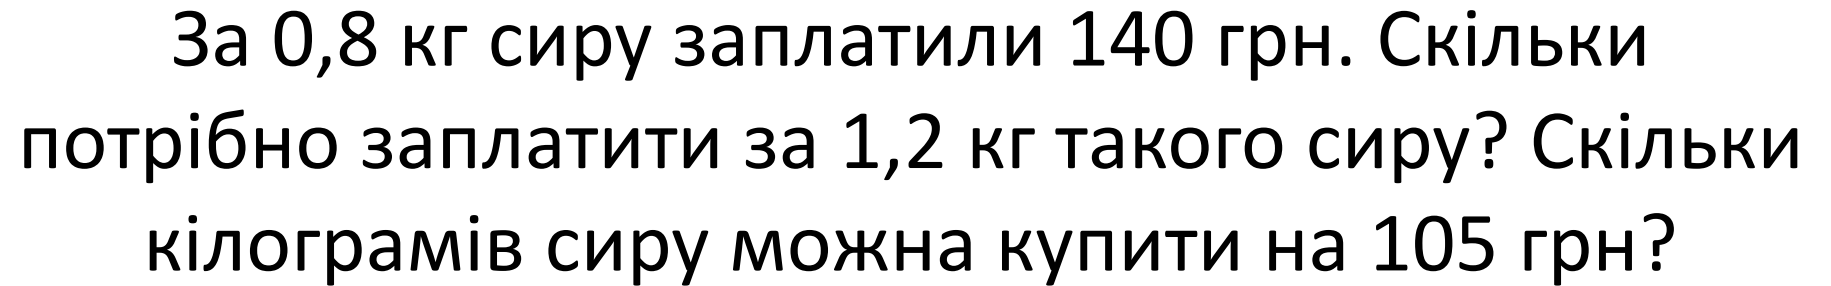 За 0,8 кг сиру заплатили 140 грн. Скільки
потрібно заплатити за 1,2 кг такого сиру? Скільки
кілограмів сиру можна купити на 105 грн?